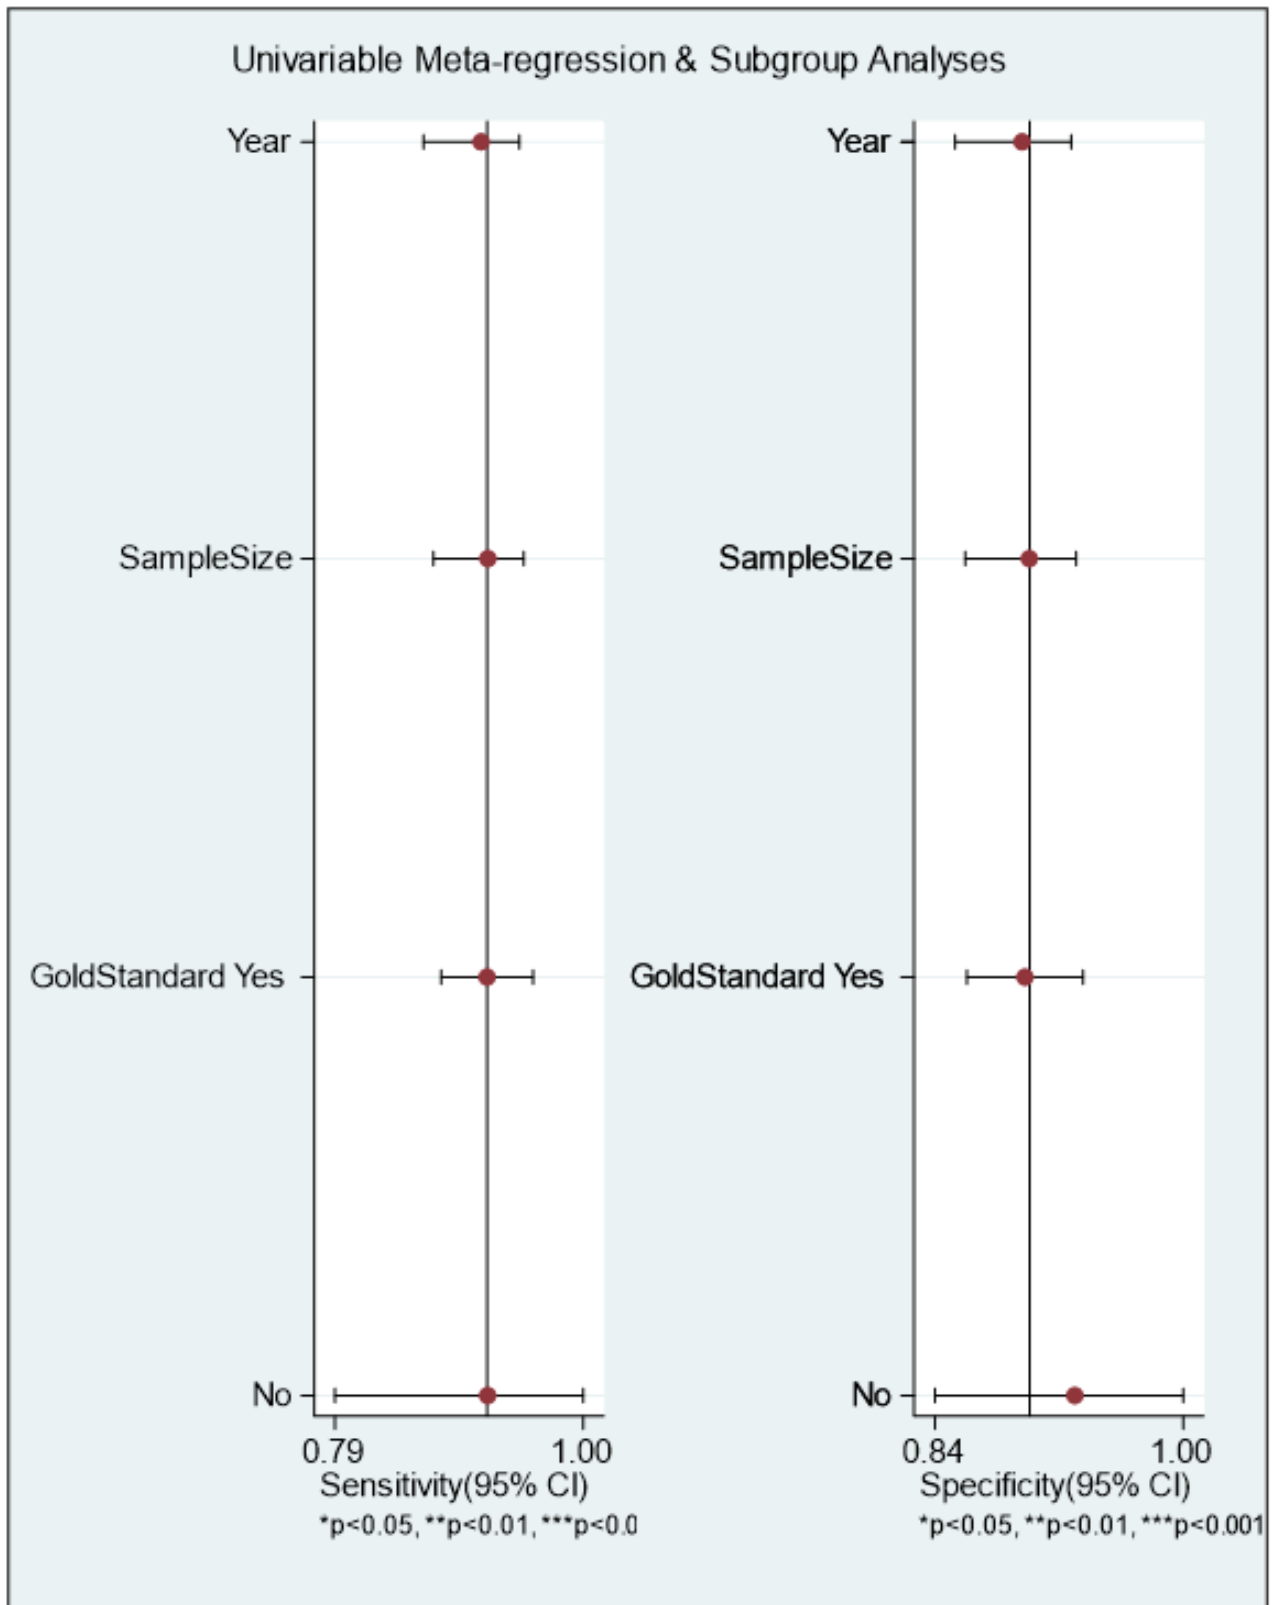 Univariable Meta-regression & Subgroup Analyses
Year
SampleSize
GoldStandard Yes
No
0.79 1.00
Sensitivity(95% CI)
*p<0.05, **p<0.01, ***p<0.0
Year
SampleSize
GoldStandard Yes
No
0.84 1.00
Specificity(95% CI)
*p<0.05, **p<0.01, ***p<0.001